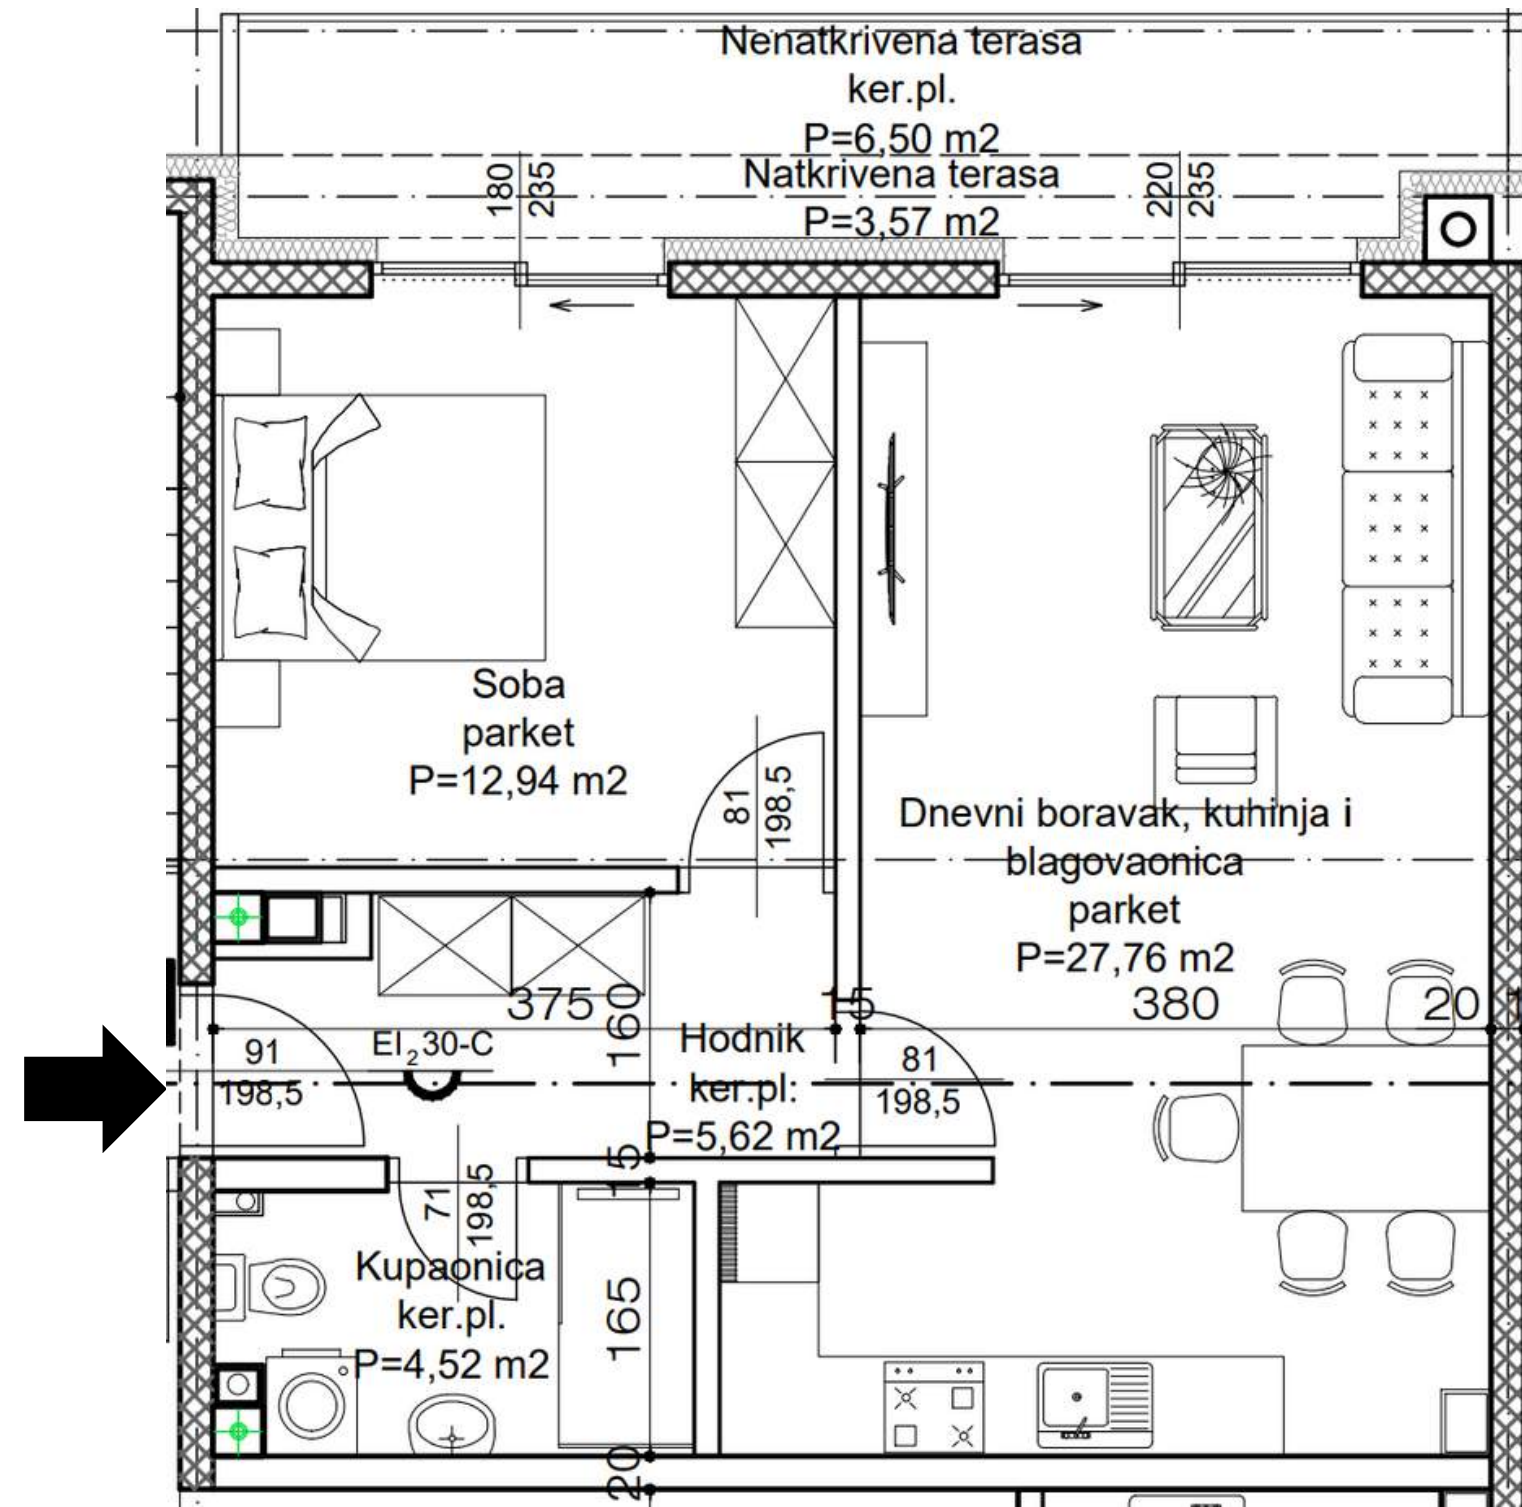 Nenatkrivena terasa
ker.pl.
P=6,50 m2
Natkrivena terasa
P=3,57 m2
180
235
220
235
Soba
parket
P=12,94 m2
81
198,5
Dnevni boravak, kuhinja i
blagovaonica
parket
P=27,76 m2
375
15
380
20
160
91
198,5
EI₂30-C
Hodnik
ker.pl.
P=5,62 m2
81
198,5
15
71
198,5
Kupaonica
ker.pl.
P=4,52 m2
165
20